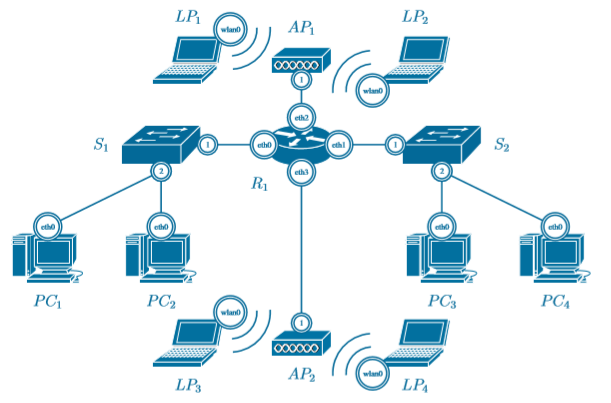 LP₁
wlan0
AP₁
LP₂
1
wlan0
eth2
S₁
1
eth0
eth1
1
S₂
2
R₁
eth3
2
eth0
eth0
eth0
eth0
PC₁
PC₂
PC₃
PC₄
wlan0
1
LP₃
AP₂
wlan0
LP₄